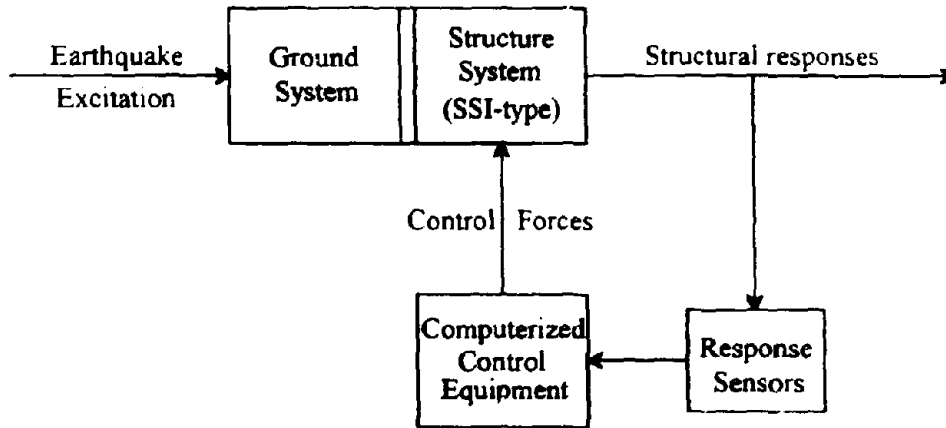 Earthquake
Excitation
Ground
System
Structure
System
(SSI-type)
Structural responses
Control Forces
Computerized
Control
Equipment
Response
Sensors